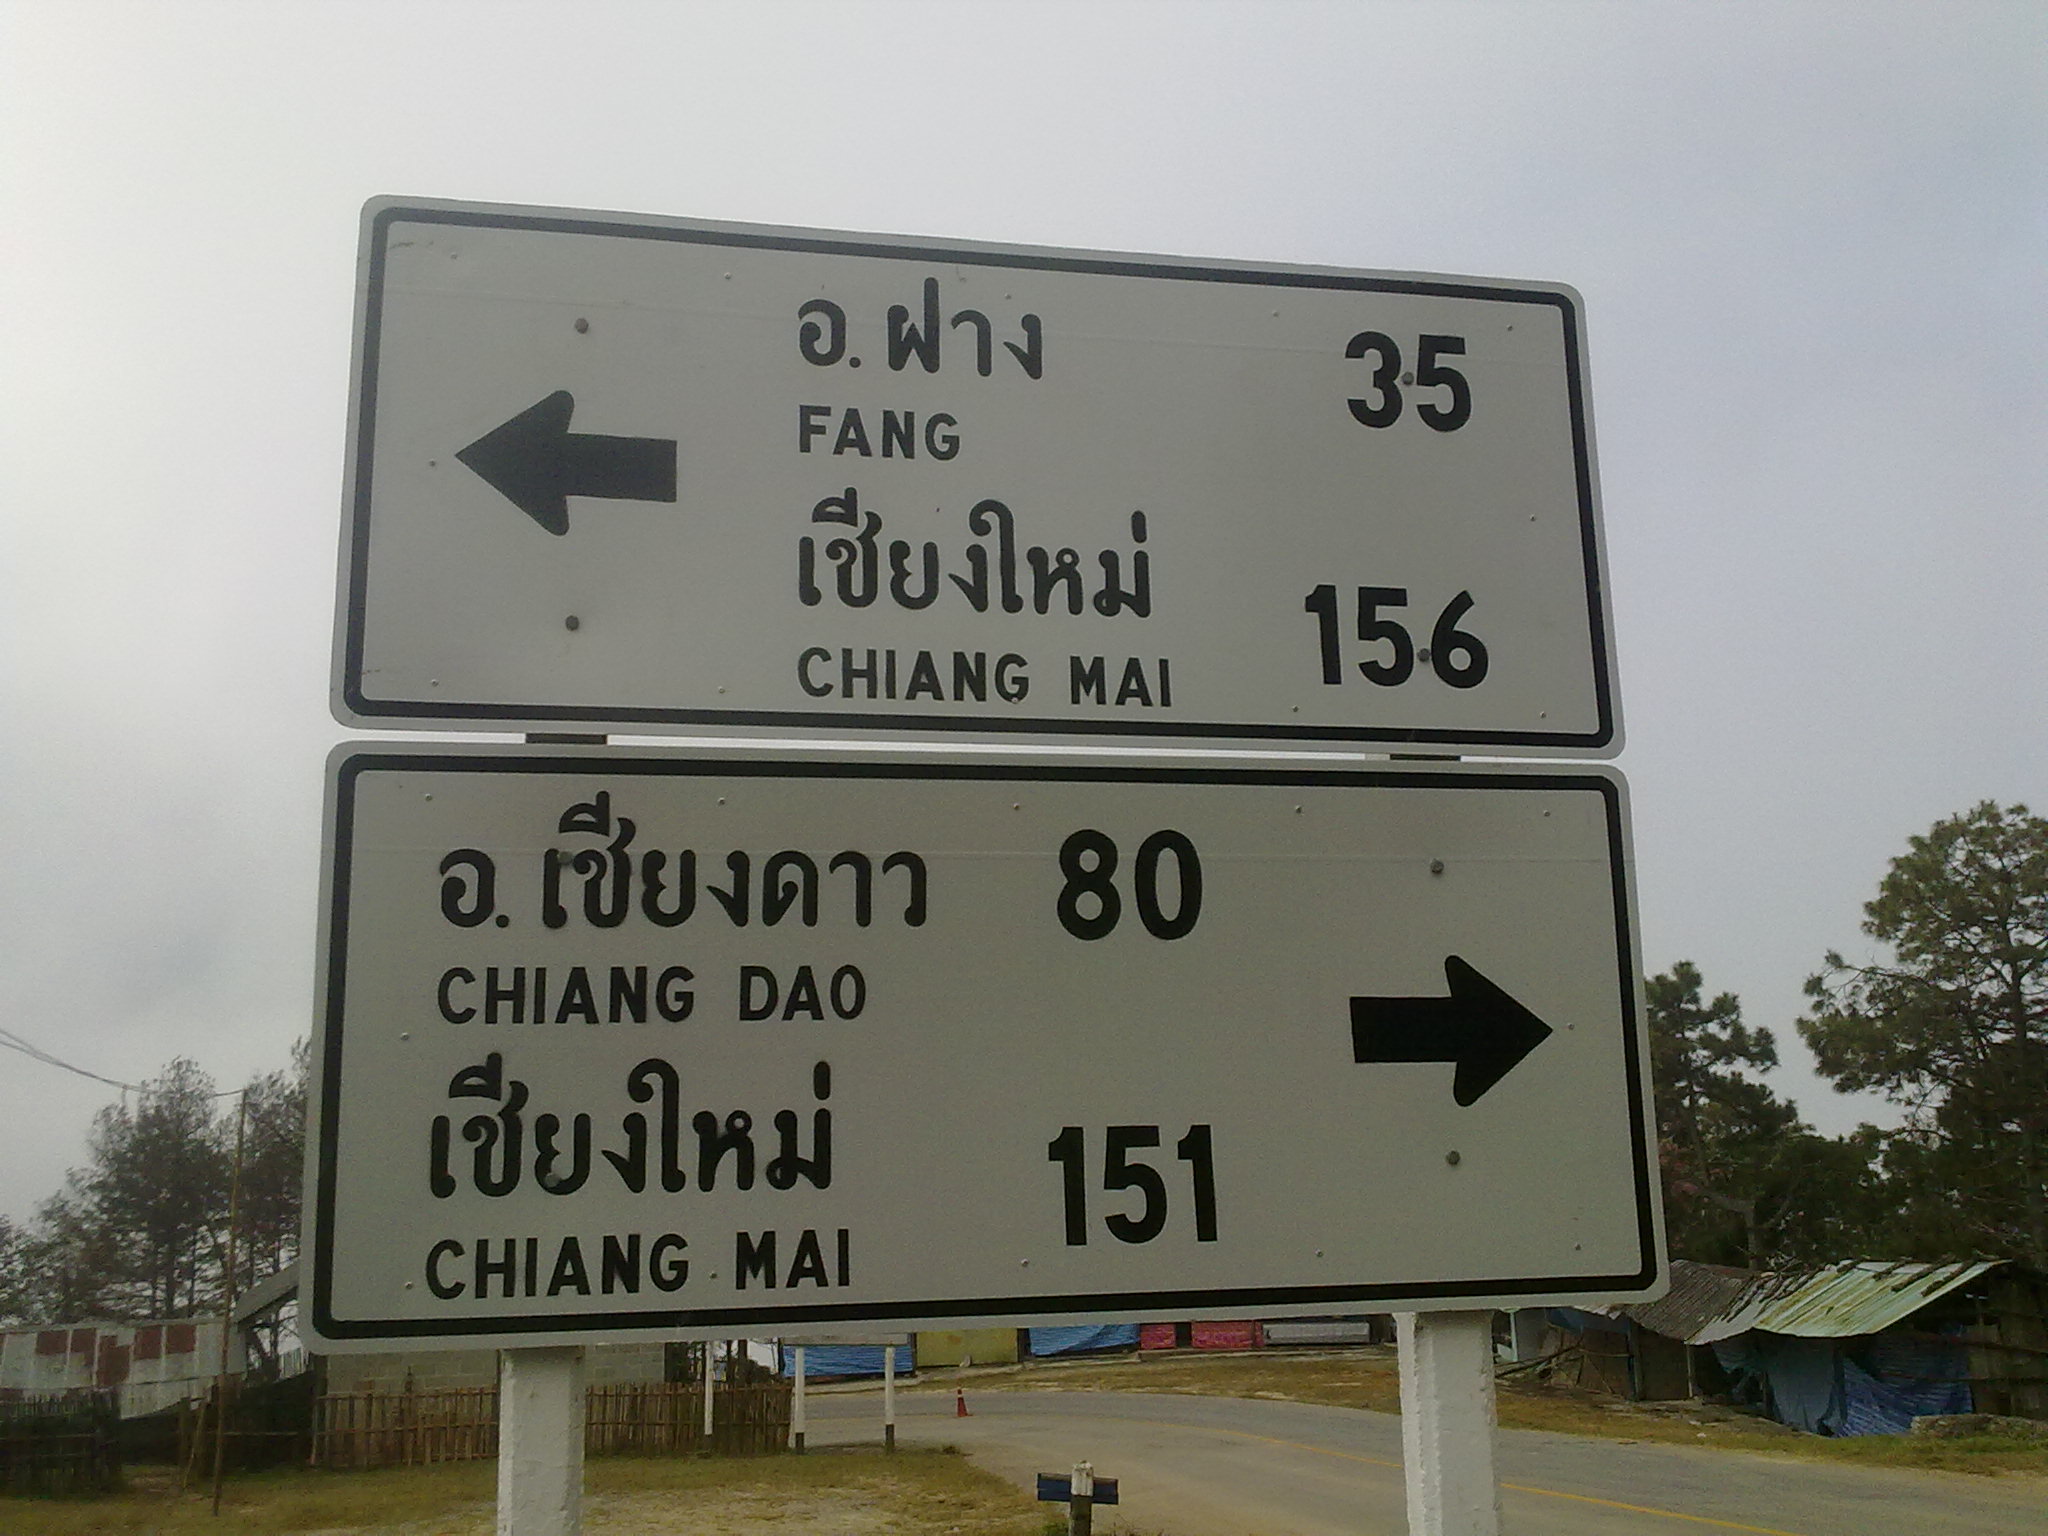 อ. ฝาง 35
FANG
เชียงใหม่ 156
CHIANG MAI
อ. เชียงดาว 80
CHIANG DAO
เชียงใหม่ 151
CHIANG MAI